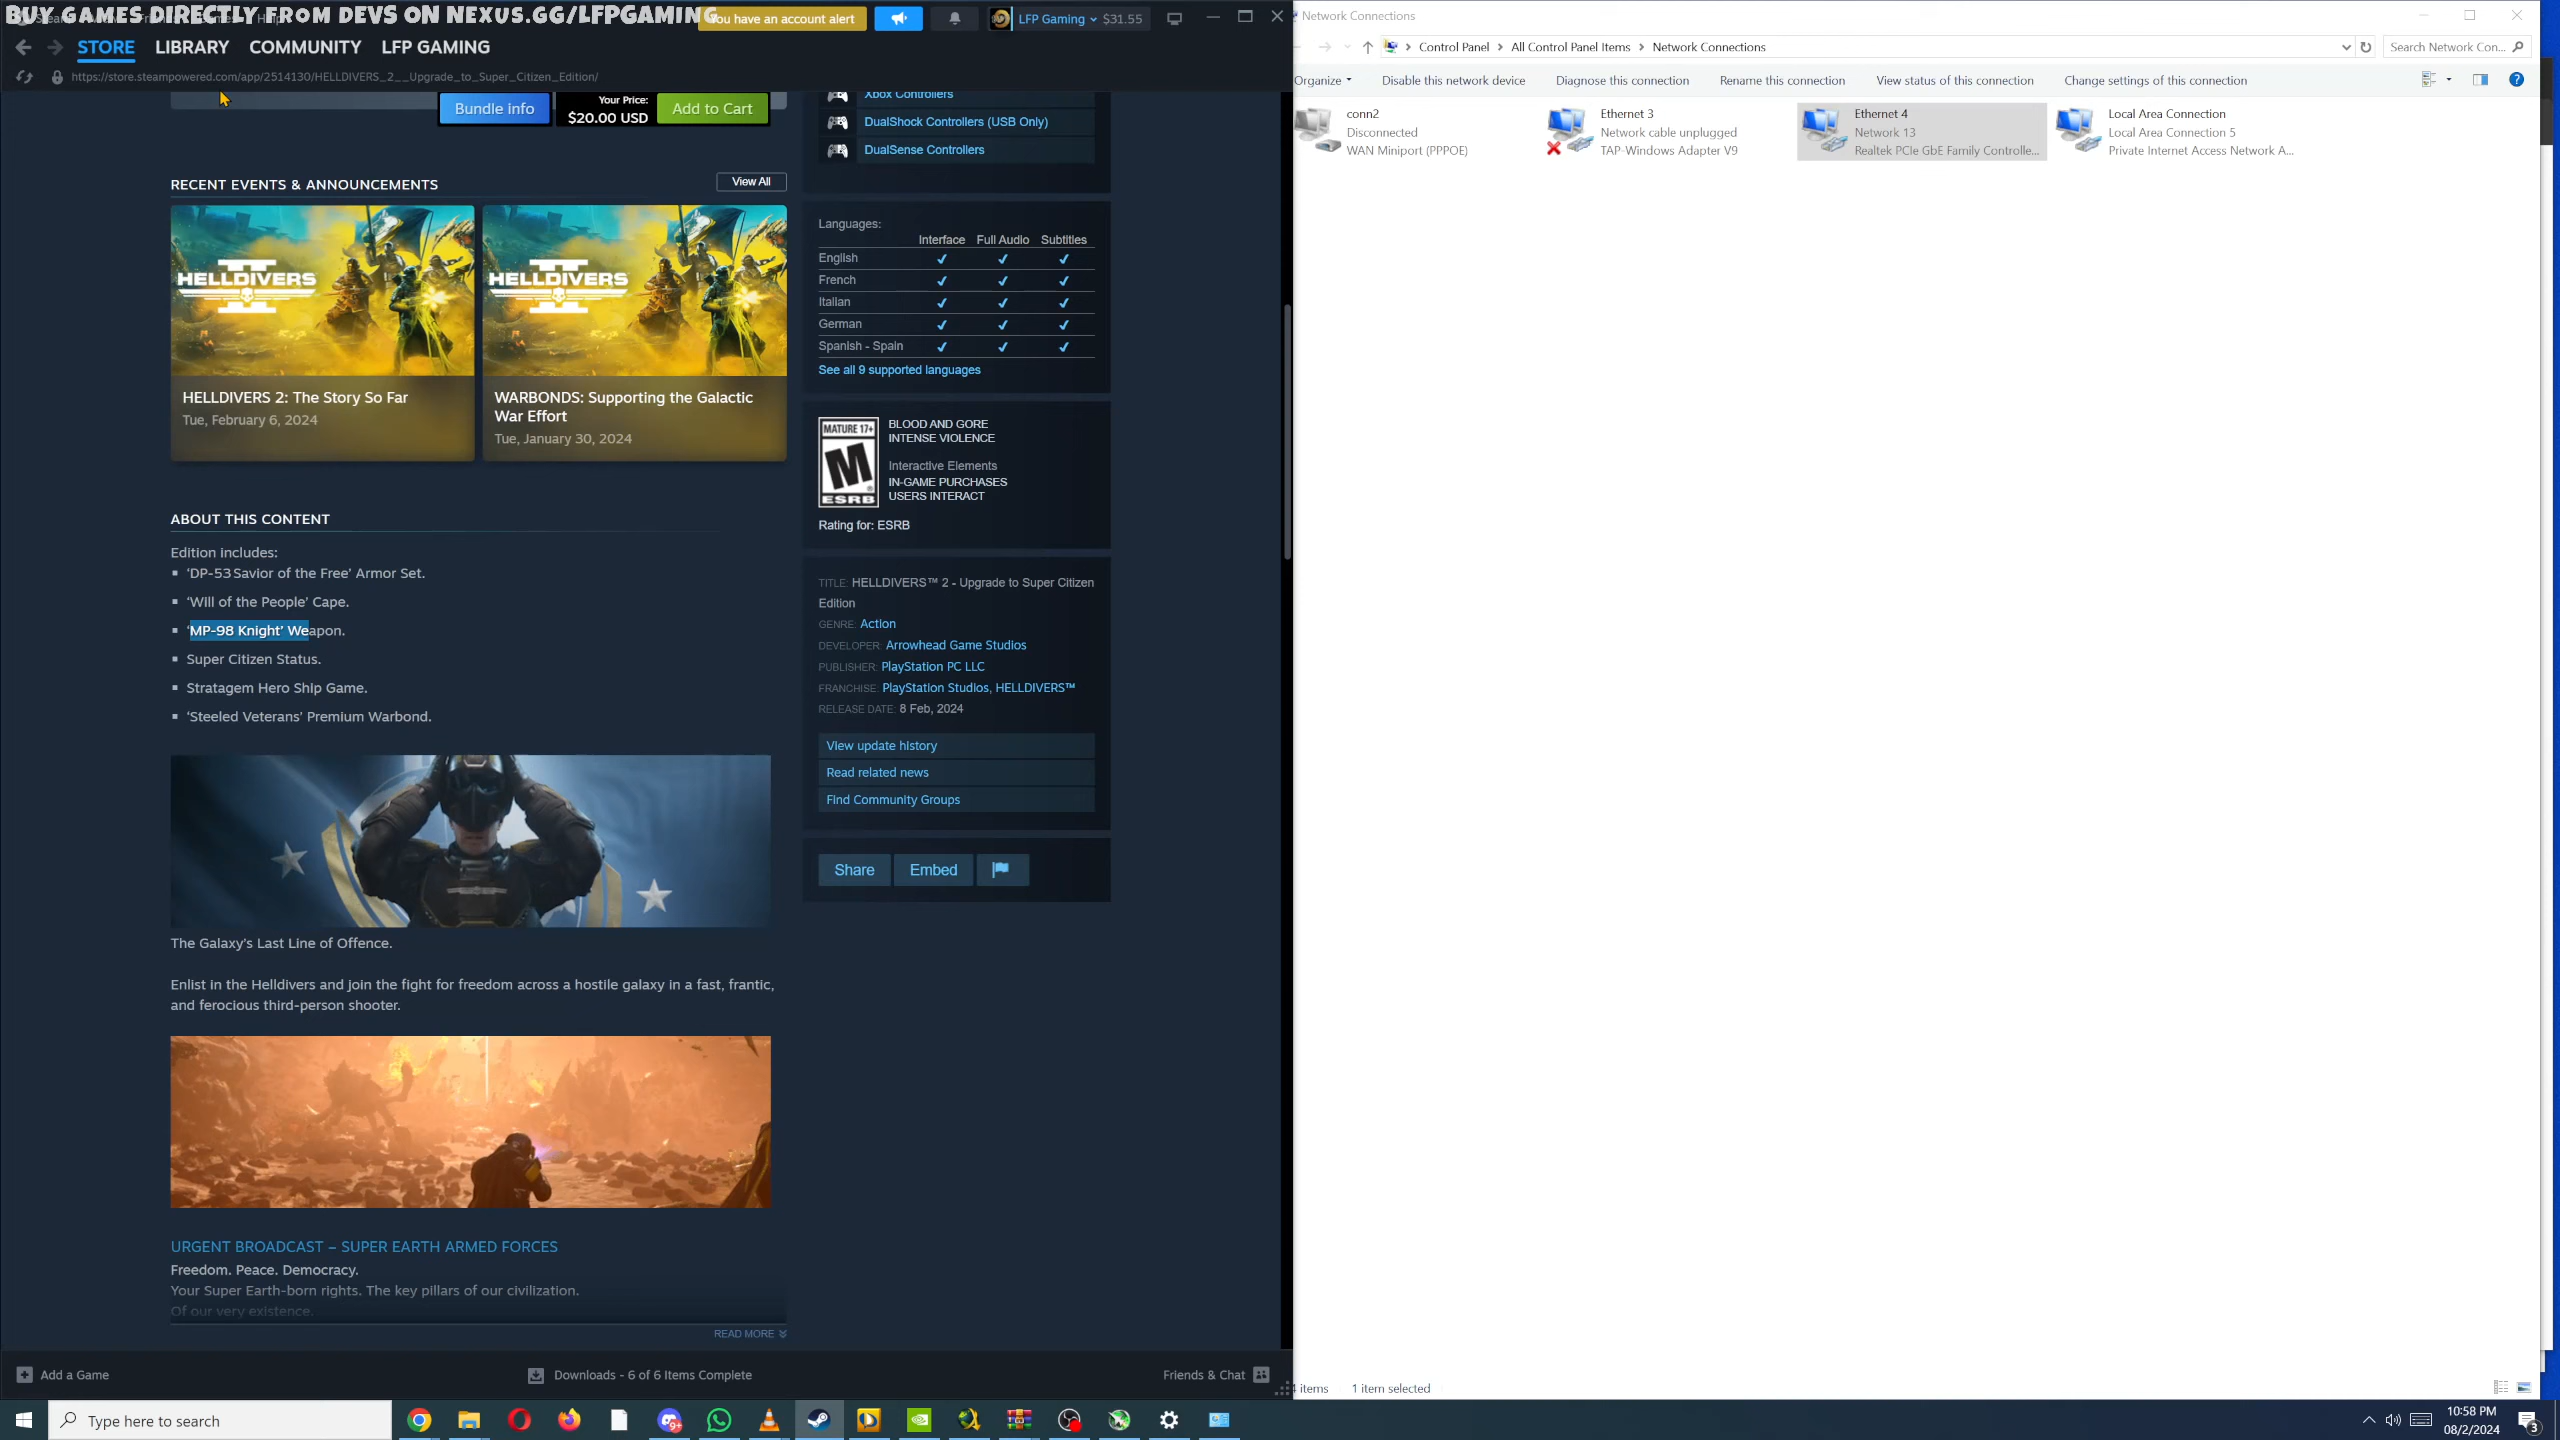 BUY GAMES DIRECTLY FROM DEVS ON NEXUS.GG/LFPGAMING
You have an account alert
LFP Gaming
$31.55
STORE
LIBRARY
COMMUNITY
LFP GAMING
https://store.steampowered.com/app/2514130/HELLDIVERS_2__Upgrade_to_Super_Citizen_Edition/
Bundle info
Your Price:
$20.00 USD
Add to Cart
RECENT EVENTS & ANNOUNCEMENTS
View All
HELLDIVERS
II
HELLDIVERS
II
HELLDIVERS 2: The Story So Far
Tue, February 6, 2024
WARBONDS: Supporting the Galactic
War Effort
Tue, January 30, 2024
ABOUT THIS CONTENT
Edition includes:
▪ ‘DP-53 Savior of the Free’ Armor Set.
▪ ‘Will of the People’ Cape.
▪ ‘MP-98 Knight’ Weapon.
▪ Super Citizen Status.
▪ Stratagem Hero Ship Game.
▪ ‘Steeled Veterans’ Premium Warbond.
The Galaxy’s Last Line of Offence.
Enlist in the Helldivers and join the fight for freedom across a hostile galaxy in a fast, frantic,
and ferocious third-person shooter.
URGENT BROADCAST – SUPER EARTH ARMED FORCES
Freedom. Peace. Democracy.
Your Super Earth-born rights. The key pillars of our civilization.
Of our very existence.
READ MORE
Xbox Controllers
DualShock Controllers (USB Only)
DualSense Controllers
Languages:
Interface Full Audio Subtitles
English ✔ ✔ ✔
French ✔ ✔ ✔
Italian ✔ ✔ ✔
German ✔ ✔ ✔
Spanish - Spain ✔ ✔ ✔
See all 9 supported languages
MATURE 17+
M
ESRB
BLOOD AND GORE
INTENSE VIOLENCE
Interactive Elements
IN-GAME PURCHASES
USERS INTERACT
Rating for: ESRB
TITLE: HELLDIVERS™ 2 - Upgrade to Super Citizen
Edition
GENRE: Action
DEVELOPER: Arrowhead Game Studios
PUBLISHER: PlayStation PC LLC
FRANCHISE: PlayStation Studios, HELLDIVERS™
RELEASE DATE: 8 Feb, 2024
View update history
Read related news
Find Community Groups
Share
Embed
Add a Game
Downloads - 6 of 6 Items Complete
Friends & Chat
Network Connections
Control Panel > All Control Panel Items > Network Connections
Search Network Con...
Organize
Disable this network device
Diagnose this connection
Rename this connection
View status of this connection
Change settings of this connection
conn2
Disconnected
WAN Miniport (PPPOE)
Ethernet 3
Network cable unplugged
TAP-Windows Adapter V9
Ethernet 4
Network 13
Realtek PCIe GbE Family Controlle...
Local Area Connection
Local Area Connection 5
Private Internet Access Network A...
4 items
1 item selected
Type here to search
10:58 PM
08/2/2024
3